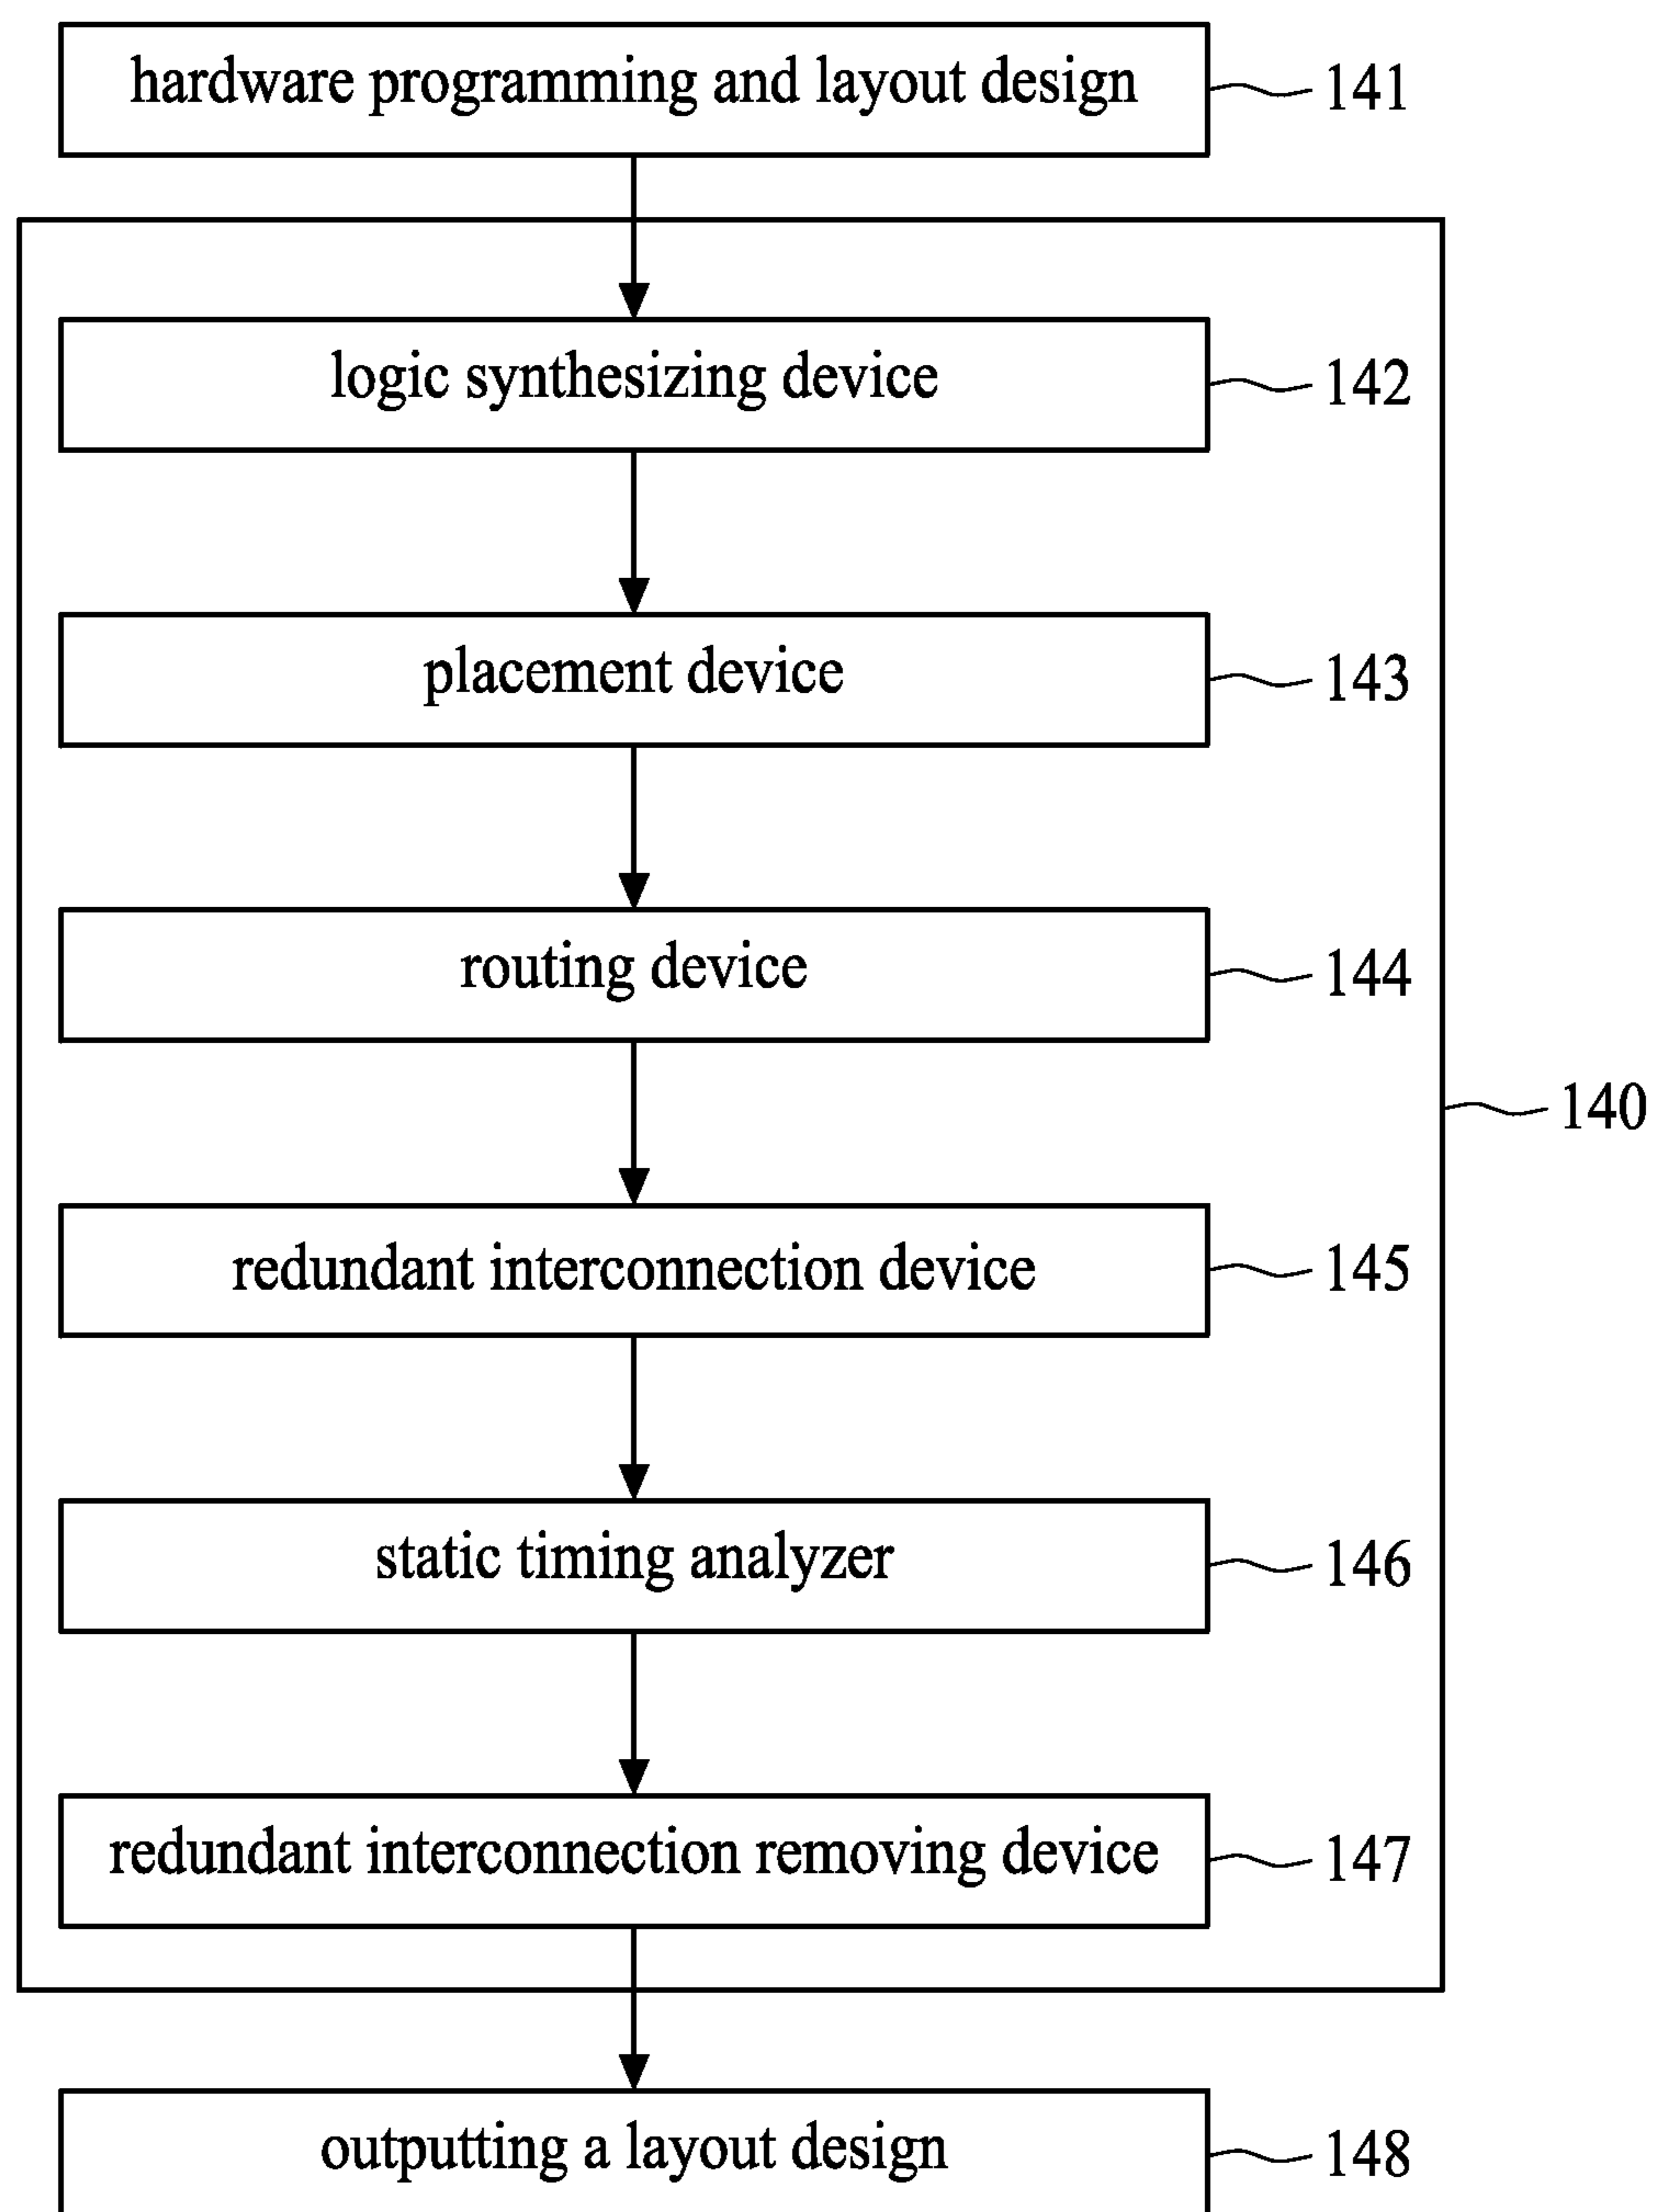 hardware programming and layout design 141
logic synthesizing device 142
placement device 143
routing device 144
140
redundant interconnection device 145
static timing analyzer 146
redundant interconnection removing device 147
outputting a layout design 148